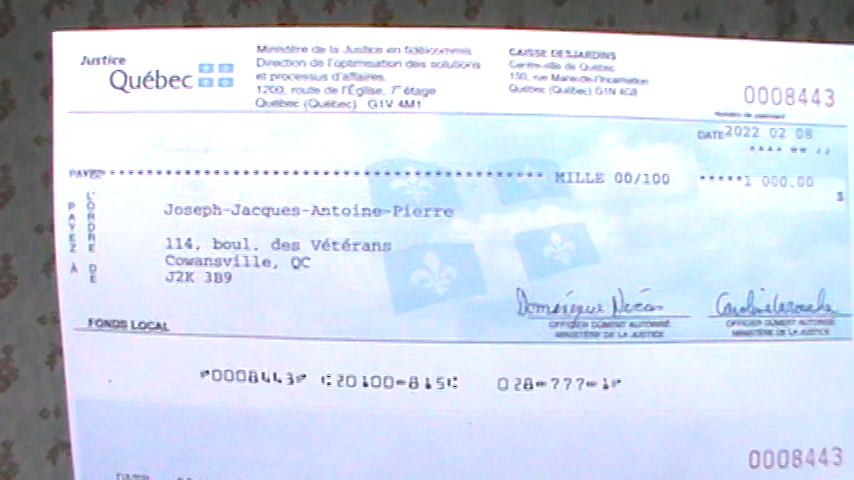 Justice
Québec
Ministère de la Justice en fidéicommis
Direction de l'optimisation des solutions
et processus d'affaires
1200, route de l'Église, 7e étage
Québec (Québec) G1V 4M1
CAISSE DESJARDINS
Centre-ville de Québec
150, rue Marie-de-l'Incarnation
Québec (Québec) G1N 4G8
0008443
Numéro de paiement
DATE 2022 02 08
**** ** **
PAYEZ ******************************************** MILLE 00/100 *****1 000.00 $
PAYEZ À L'ORDRE DE
Joseph-Jacques-Antoine-Pierre
114, boul. des Vétérans
Cowansville, QC
J2K 3B9
FONDS LOCAL
OFFICIER DÛMENT AUTORISÉ
MINISTÈRE DE LA JUSTICE
OFFICIER DÛMENT AUTORISÉ
MINISTÈRE DE LA JUSTICE
⑈0008443⑈ ⑆20100⑉815⑆ 028⑉777⑉1⑈
0008443